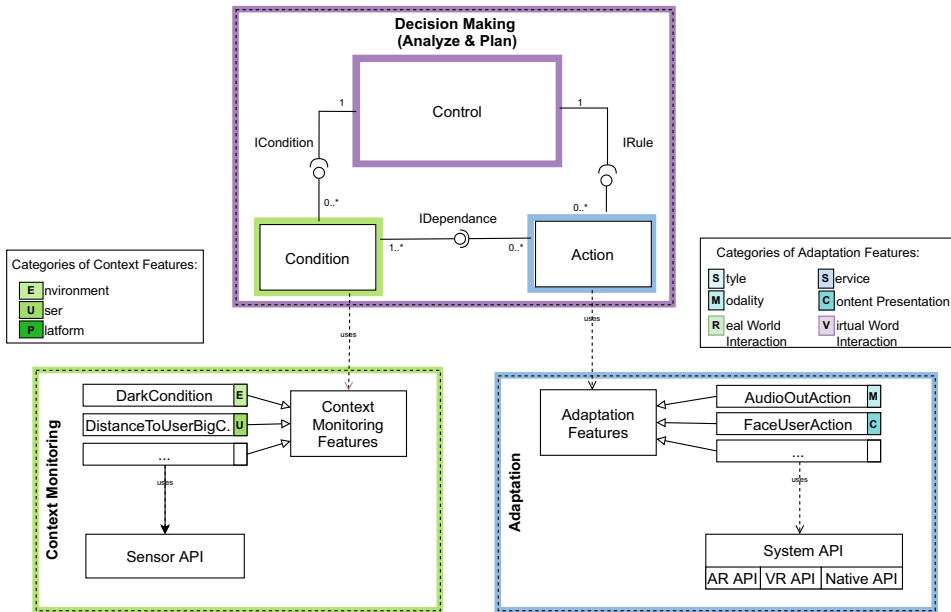 Decision Making
(Analyze & Plan)
Control
1
1
ICondition
IRule
0..*
0..*
IDependance
1..*
0..*
Condition
Action
Categories of Context Features:
E nvironment
U ser
P latform
Categories of Adaptation Features:
S tyle
S ervice
M odality
C ontent Presentation
R eal World
Interaction
V irtual Word
Interaction
uses
uses
Context Monitoring
DarkCondition
E
DistanceToUserBigC.
U
...
Context
Monitoring
Features
uses
Sensor API
Adaptation
Adaptation
Features
AudioOutAction
M
FaceUserAction
C
...
uses
System API
AR API
VR API
Native API